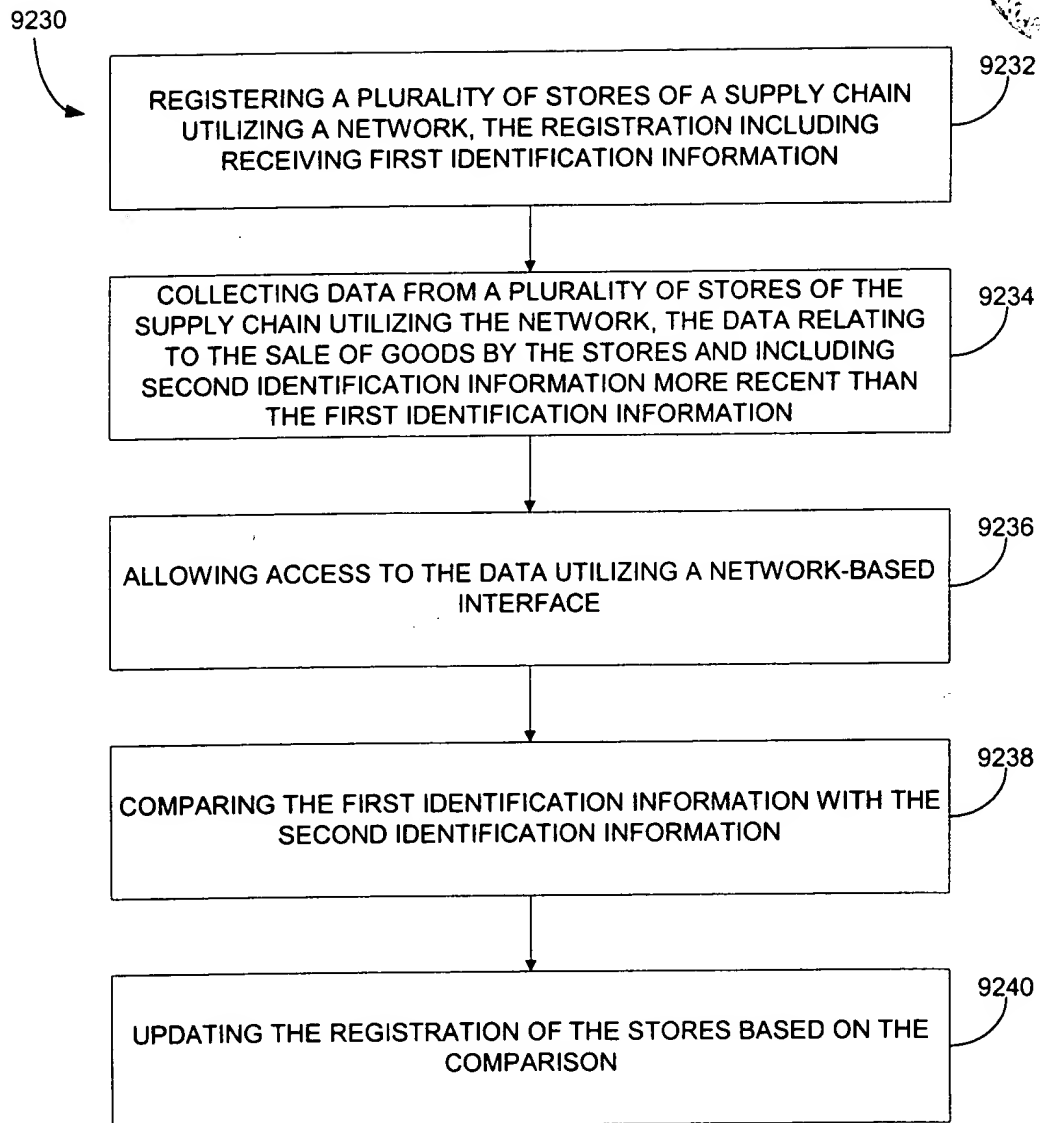 9230
REGISTERING A PLURALITY OF STORES OF A SUPPLY CHAIN
UTILIZING A NETWORK, THE REGISTRATION INCLUDING
RECEIVING FIRST IDENTIFICATION INFORMATION
9232
COLLECTING DATA FROM A PLURALITY OF STORES OF THE
SUPPLY CHAIN UTILIZING THE NETWORK, THE DATA RELATING
TO THE SALE OF GOODS BY THE STORES AND INCLUDING
SECOND IDENTIFICATION INFORMATION MORE RECENT THAN
THE FIRST IDENTIFICATION INFORMATION
9234
ALLOWING ACCESS TO THE DATA UTILIZING A NETWORK-BASED
INTERFACE
9236
COMPARING THE FIRST IDENTIFICATION INFORMATION WITH THE
SECOND IDENTIFICATION INFORMATION
9238
UPDATING THE REGISTRATION OF THE STORES BASED ON THE
COMPARISON
9240